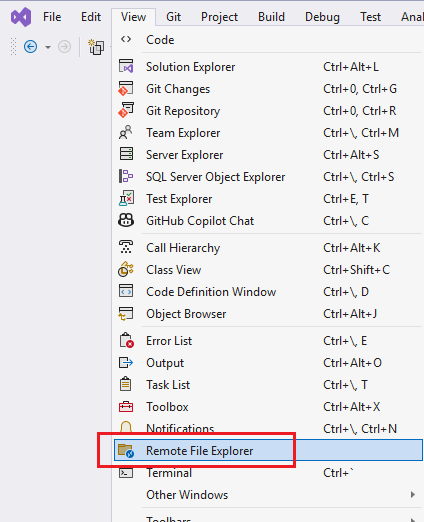 File Edit View Git Project Build Debug Test Ana
Code
Solution Explorer Ctrl+Alt+L
Git Changes Ctrl+0, Ctrl+G
Git Repository Ctrl+0, Ctrl+R
Team Explorer Ctrl+\, Ctrl+M
Server Explorer Ctrl+Alt+S
SQL Server Object Explorer Ctrl+\, Ctrl+S
Test Explorer Ctrl+E, T
GitHub Copilot Chat Ctrl+\, C
Call Hierarchy Ctrl+Alt+K
Class View Ctrl+Shift+C
Code Definition Window Ctrl+\, D
Object Browser Ctrl+Alt+J
Error List Ctrl+\, E
Output Ctrl+Alt+O
Task List Ctrl+\, T
Toolbox Ctrl+Alt+X
Notifications Ctrl+\, Ctrl+N
Remote File Explorer
Terminal Ctrl+`
Other Windows
Toolbars